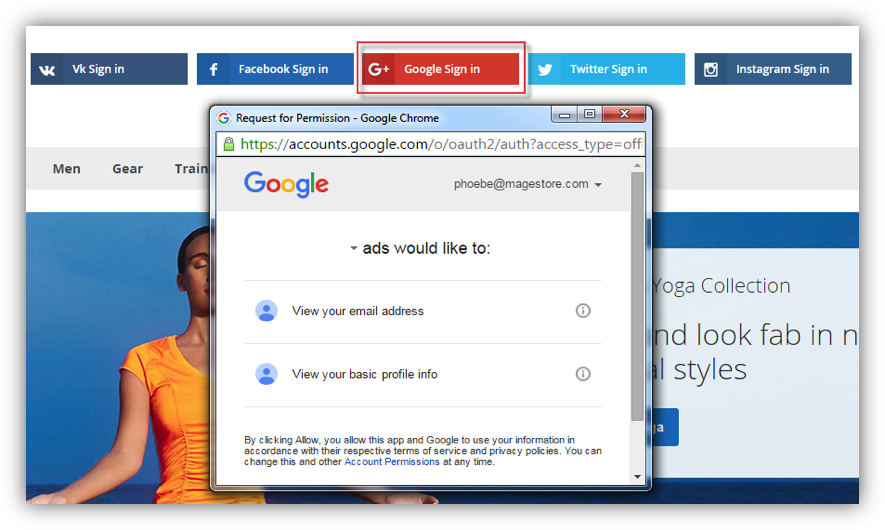 Vk Sign in
Facebook Sign in
G+ Google Sign in
Twitter Sign in
Instagram Sign in
Request for Permission - Google Chrome
https://accounts.google.com/o/oauth2/auth?access_type=off
Men Gear
Google
phoebe@magestore.com
ads would like to:
View your email address
View your basic profile info
By clicking Allow, you allow this app and Google to use your information in
accordance with their respective terms of service and privacy policies. You can
change this and other Account Permissions at any time.
Yoga Collection
look fab in
styles